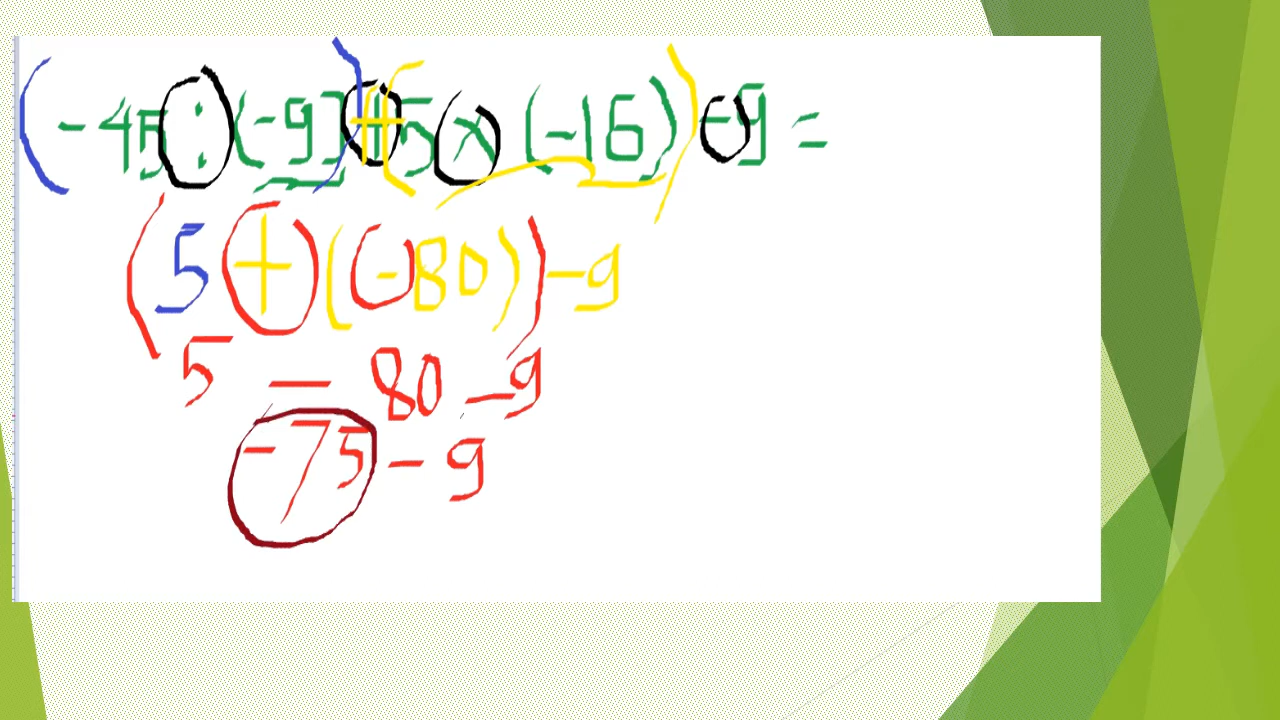 (-45 : (-9)) + (5 x (-16)) - 9 =
(5 + (-80)) - 9
5 - 80 - 9
-75 - 9